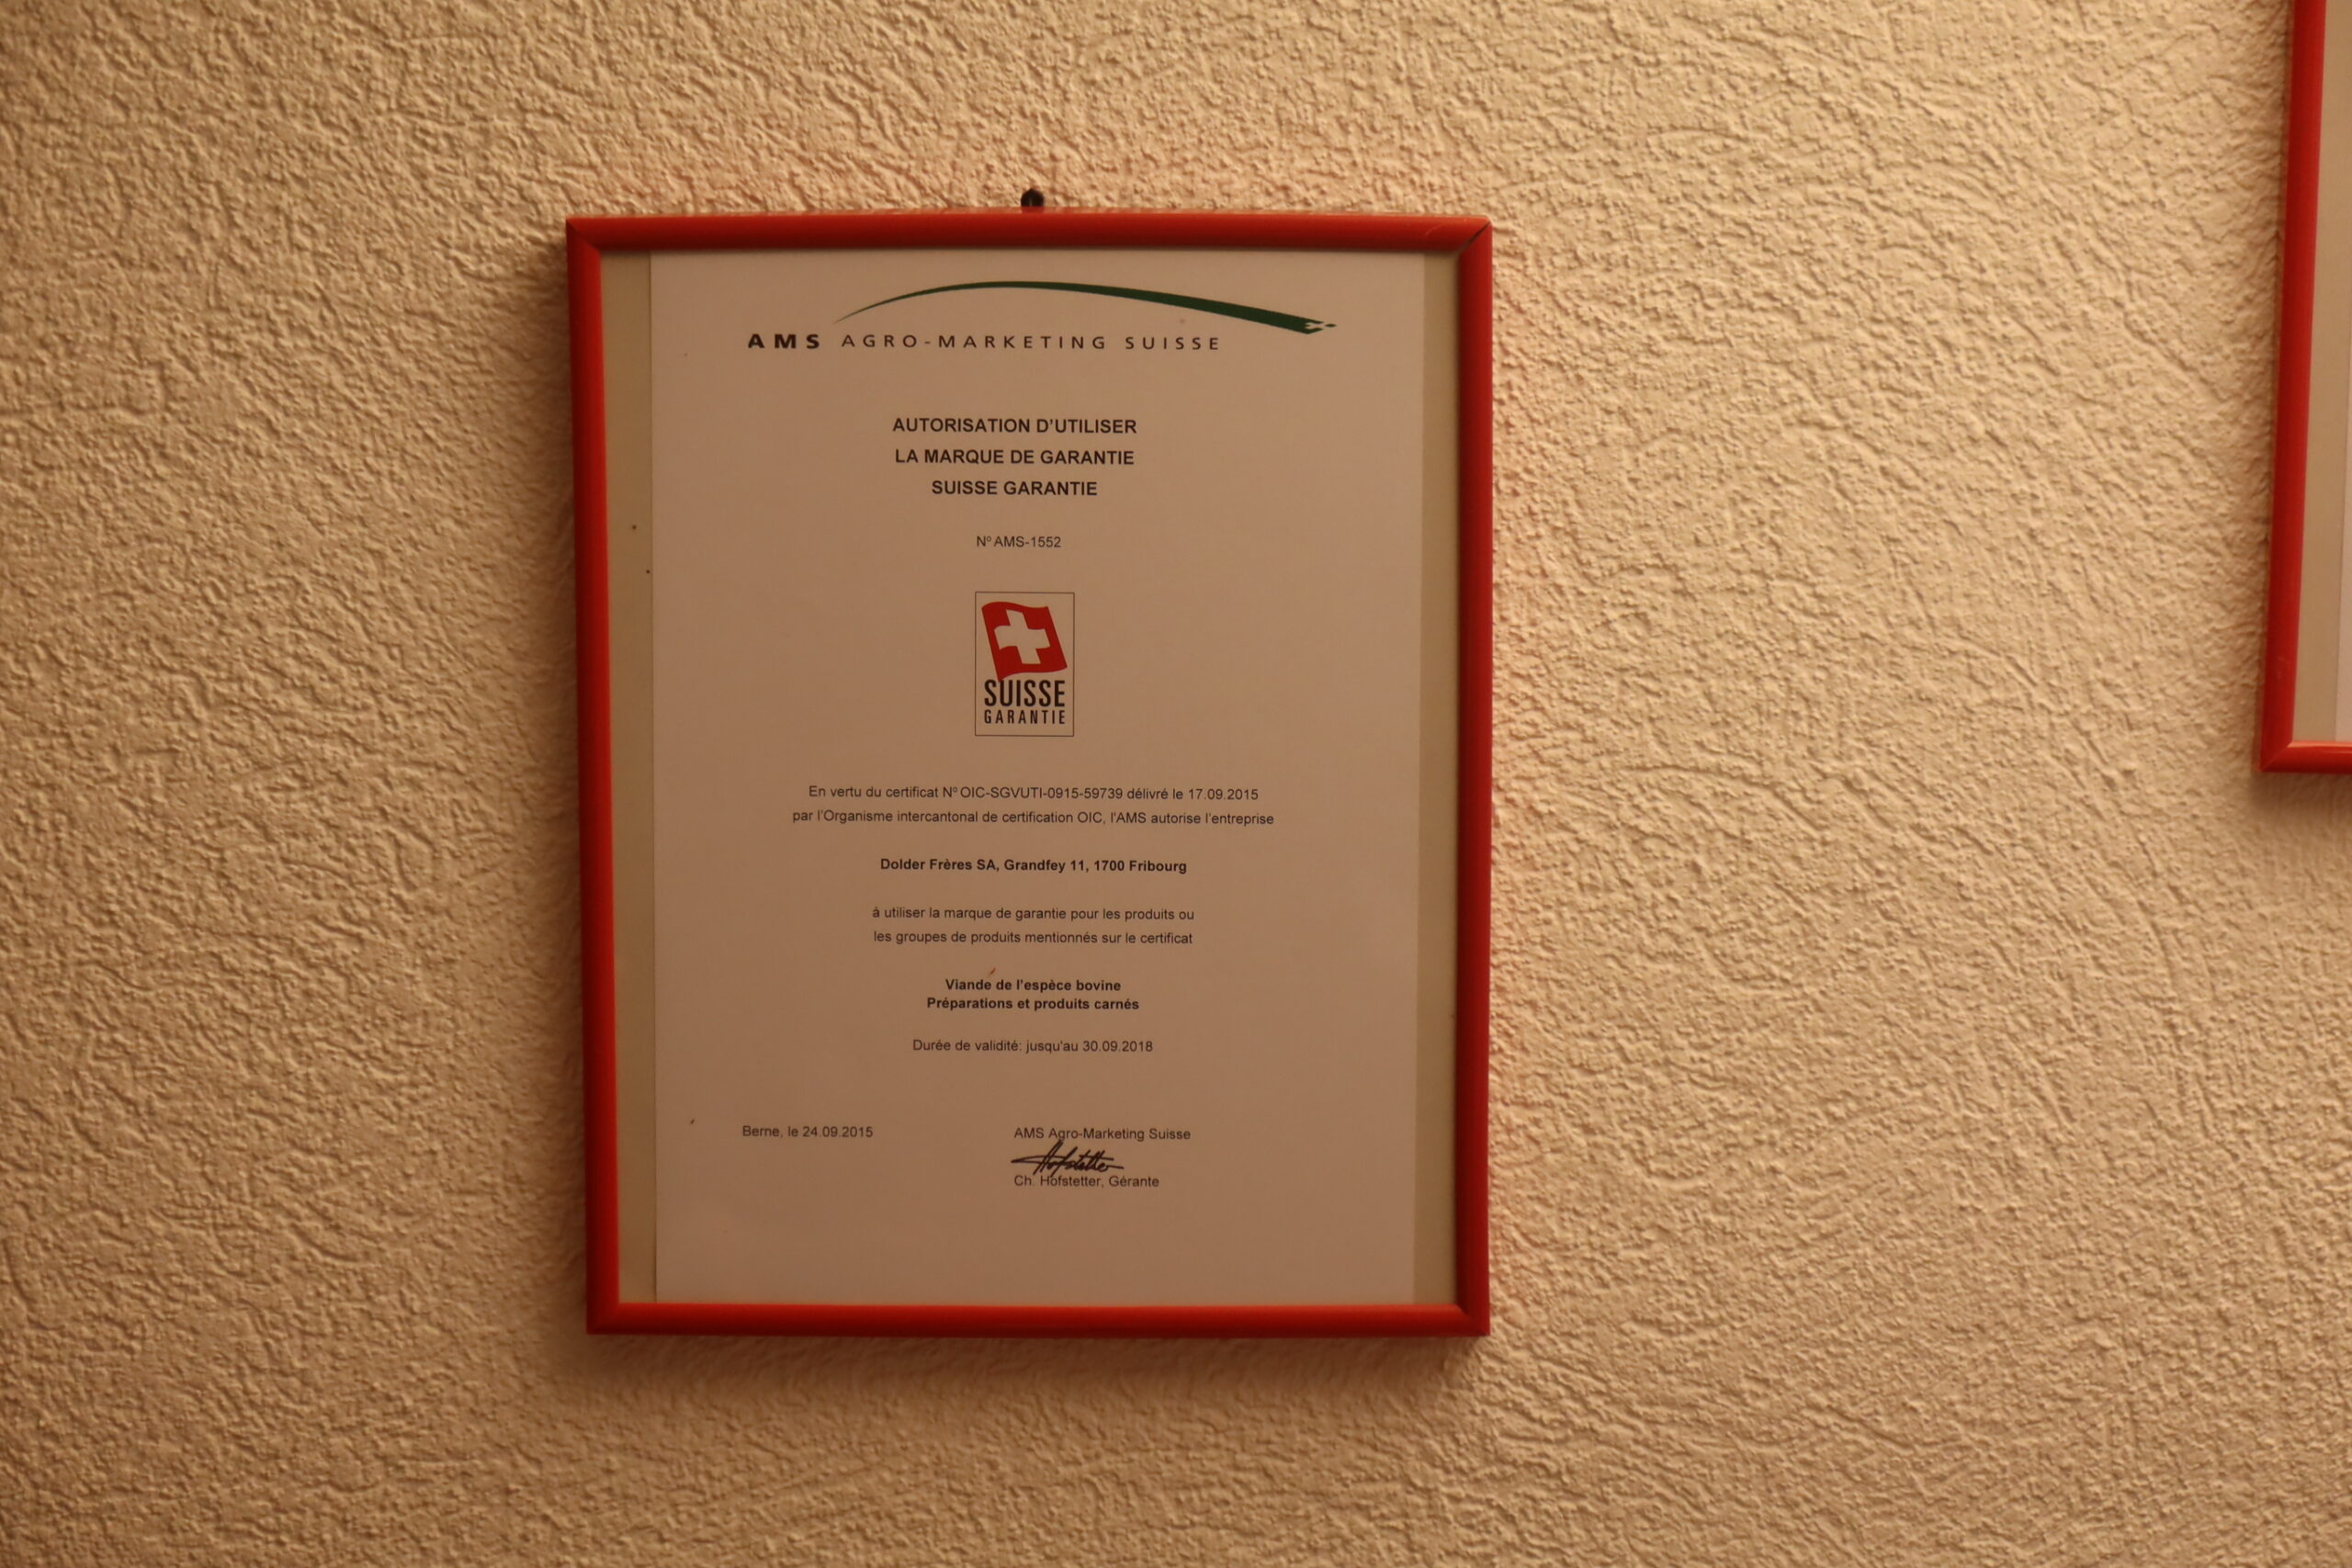 AMS AGRO-MARKETING SUISSE
AUTORISATION D'UTILISER
LA MARQUE DE GARANTIE
SUISSE GARANTIE
Nº AMS-1552
SUISSE
GARANTIE
En vertu du certificat Nº OIC-SGVUTI-0915-59739 délivré le 17.09.2015
par l'Organisme intercantonal de certification OIC, l'AMS autorise l'entreprise
Dolder Frères SA, Grandfey 11, 1700 Fribourg
à utiliser la marque de garantie pour les produits ou
les groupes de produits mentionnés sur le certificat
Viande de l'espèce bovine
Préparations et produits carnés
Durée de validité: jusqu'au 30.09.2018
Berne, le 24.09.2015
AMS Agro-Marketing Suisse
Hofstetter
Ch. Hofstetter, Gérante